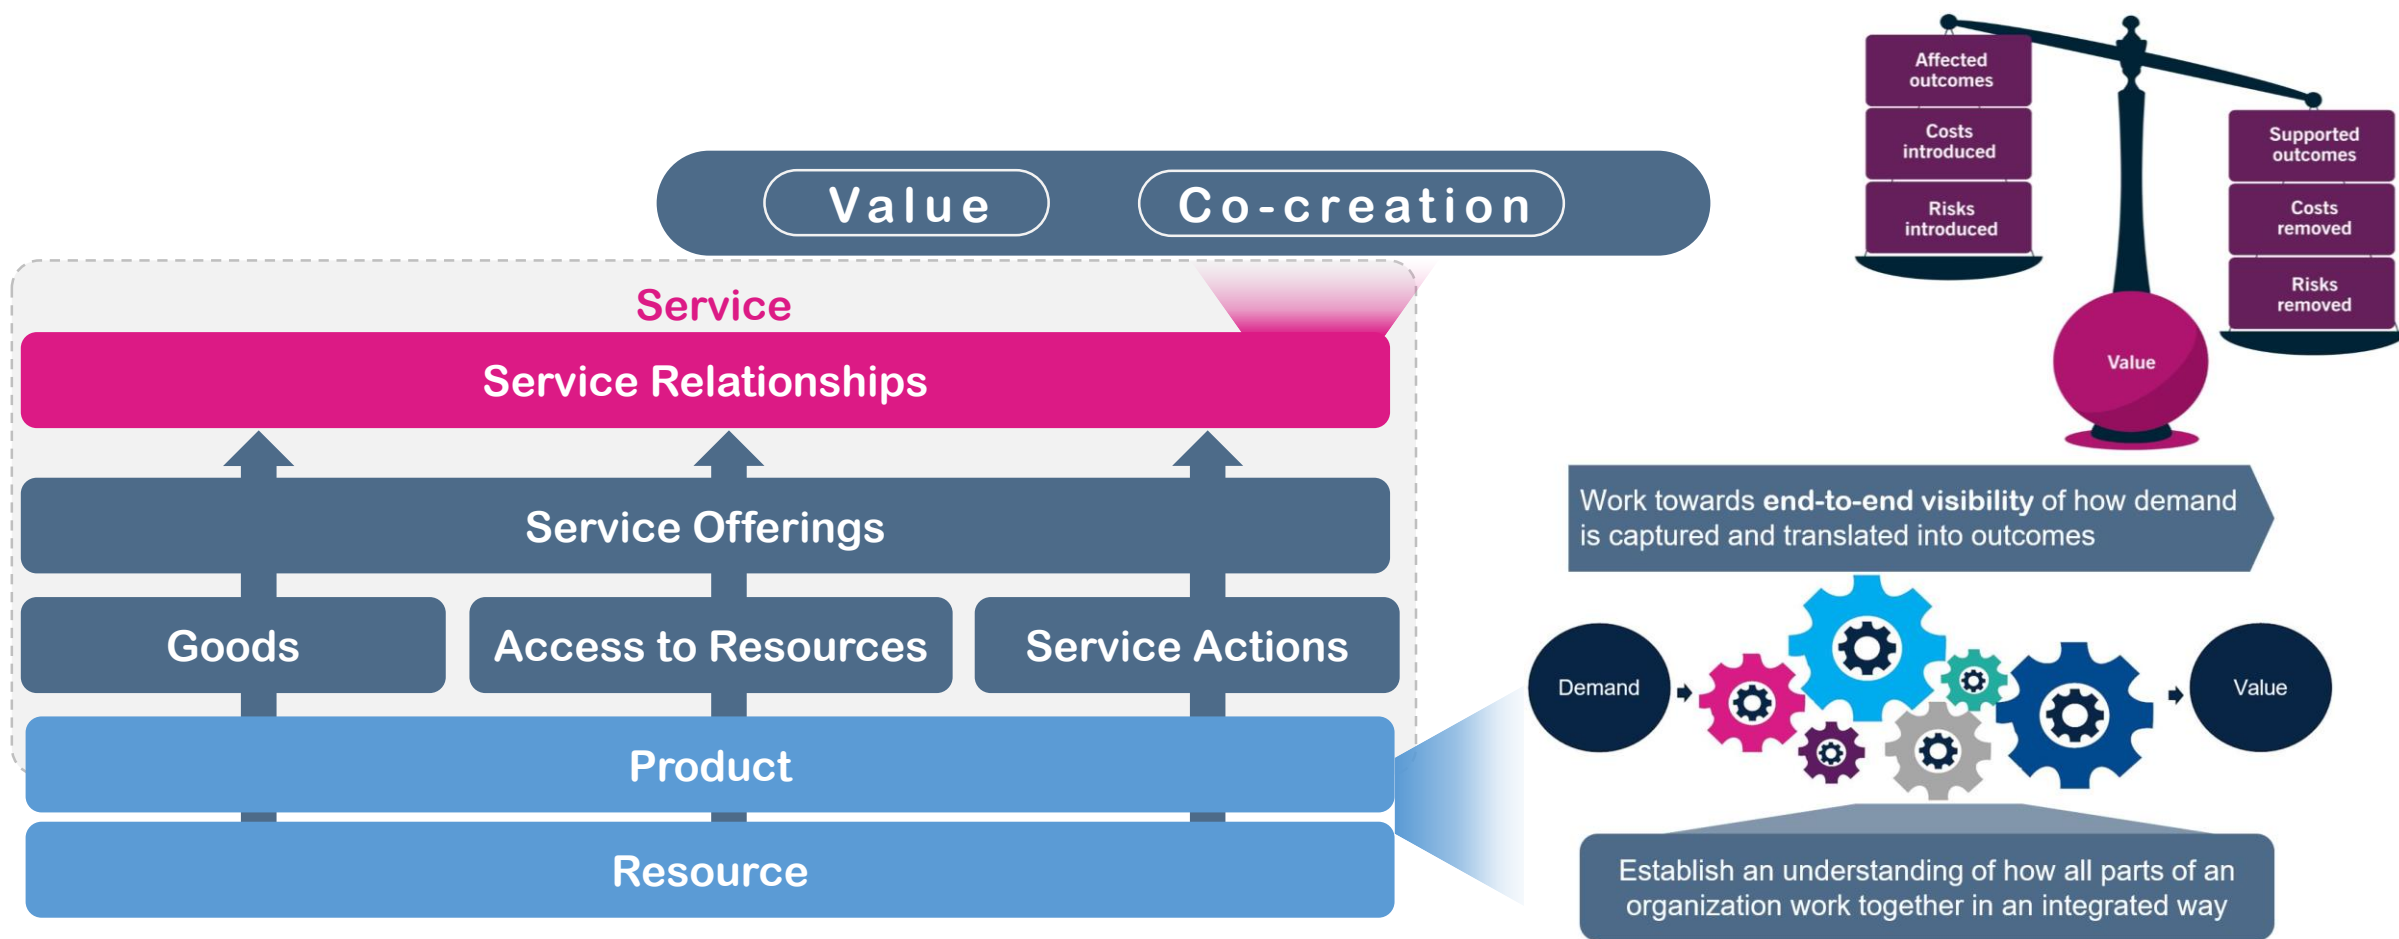 Value
Co-creation
Service
Service Relationships
Service Offerings
Goods
Access to Resources
Service Actions
Product
Resource
Affected
outcomes
Costs
introduced
Risks
introduced
Supported
outcomes
Costs
removed
Risks
removed
Value
Work towards end-to-end visibility of how demand
is captured and translated into outcomes
Demand
Value
Establish an understanding of how all parts of an
organization work together in an integrated way